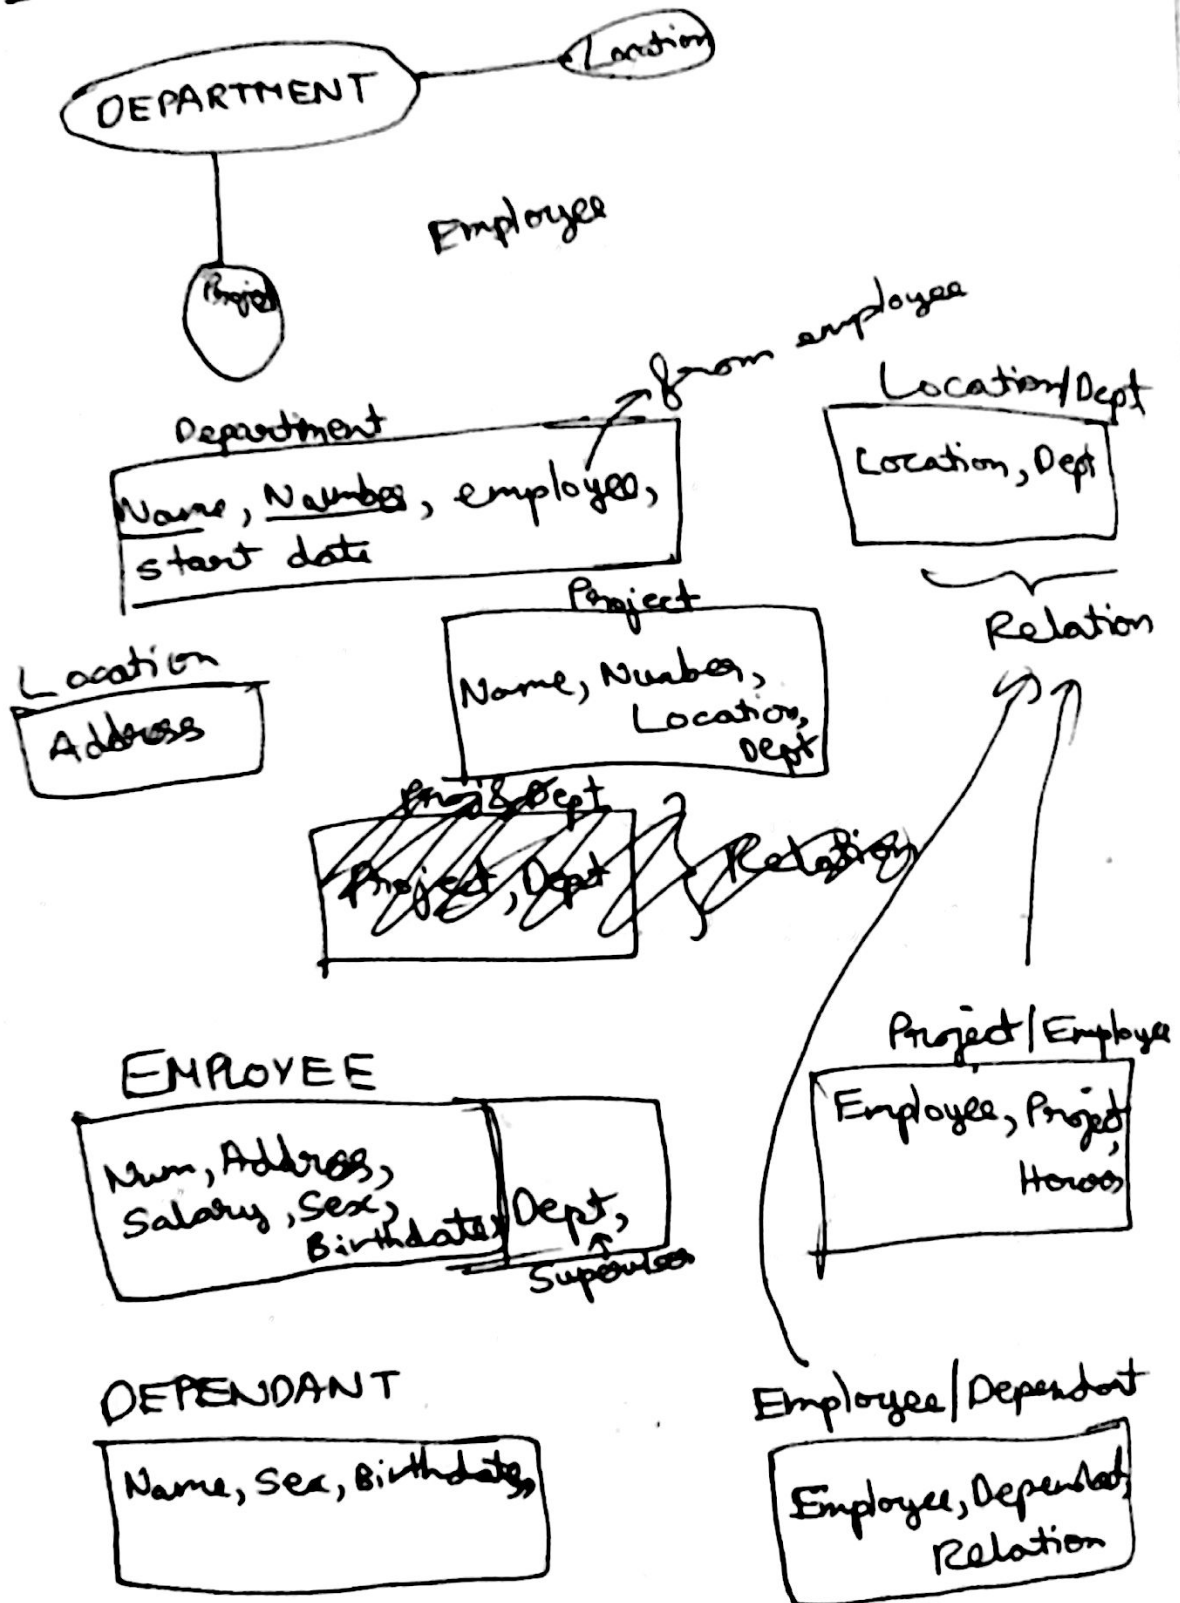 DEPARTMENT
Location
Project
Employee
from employee
Department
Name, Number, employee,
start date
Location/Dept
Location, Dept
Relation
Project
Name, Number,
Location,
Dept
Location
Address
Proj & Dept
Project, Dept
Relation
EMPLOYEE
Num, Address,
Salary, Sex,
Birthdate,
Dept,
Supervisor
Project/Employee
Employee, Project,
Hours
DEPENDANT
Name, Sex, Birthdate,
Employee/Dependant
Employee, Dependant,
Relation